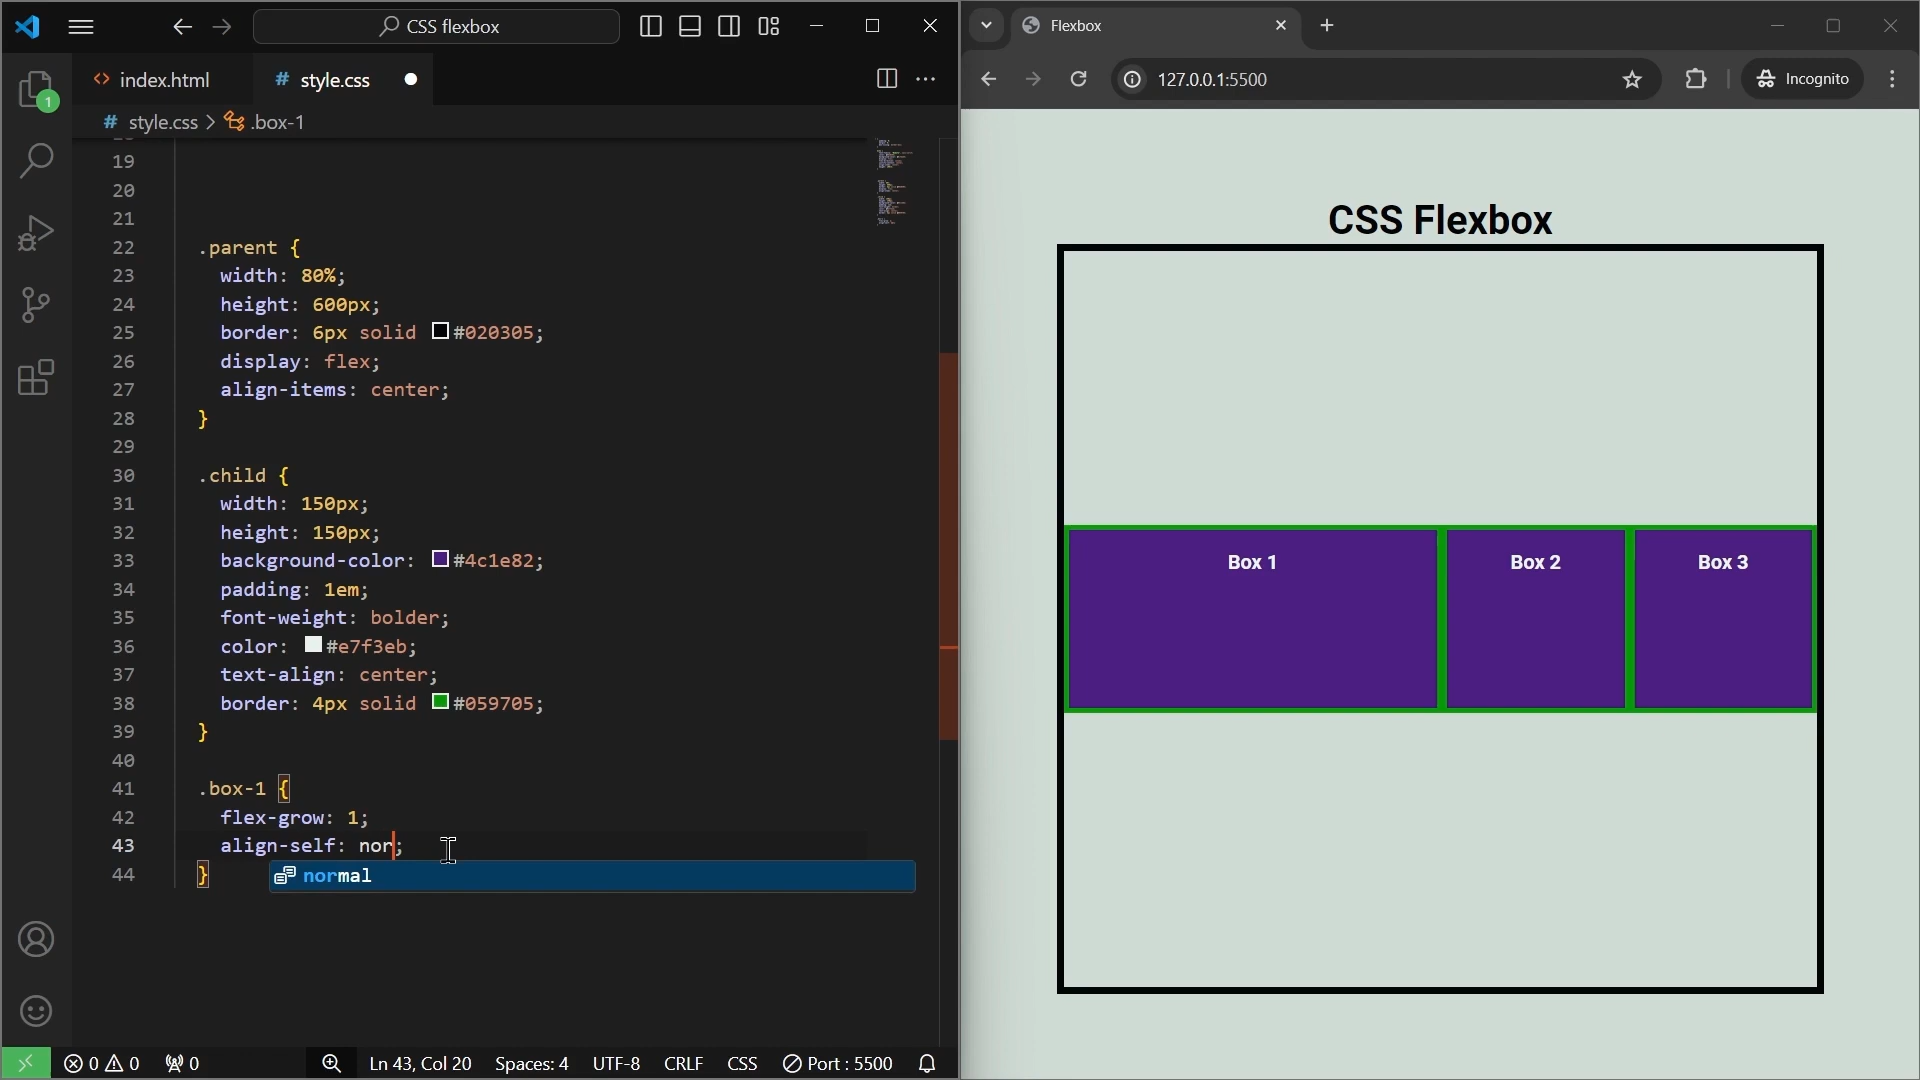 CSS flexbox
index.html
# style.css
# style.css > .box-1
19
20
21
22 .parent {
23 width: 80%;
24 height: 600px;
25 border: 6px solid #020305;
26 display: flex;
27 align-items: center;
28 }
29
30 .child {
31 width: 150px;
32 height: 150px;
33 background-color: #4c1e82;
34 padding: 1em;
35 font-weight: bolder;
36 color: #e7f3eb;
37 text-align: center;
38 border: 4px solid #059705;
39 }
40
41 .box-1 {
42 flex-grow: 1;
43 align-self: nor;
44 }
normal
1
0 0 0 Ln 43, Col 20 Spaces: 4 UTF-8 CRLF CSS Port : 5500
Flexbox
127.0.0.1:5500 Incognito
CSS Flexbox
Box 1 Box 2 Box 3